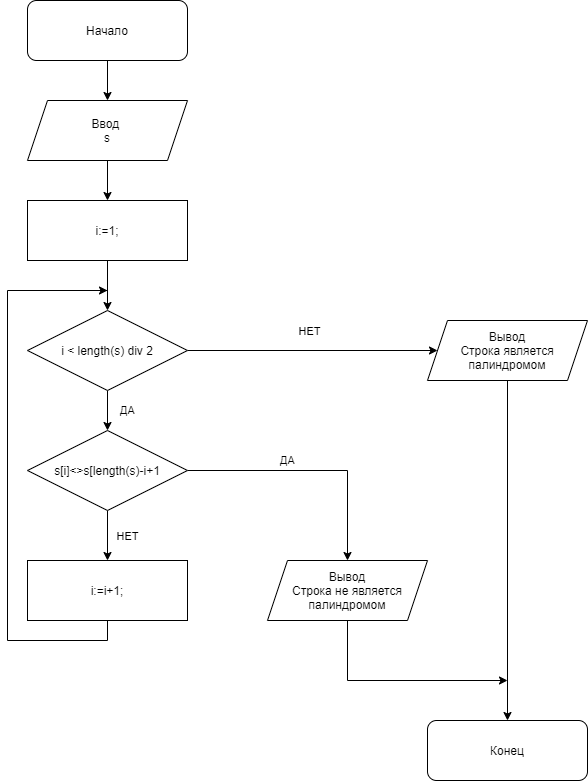 Начало
Ввод
s
i:=1;
i < length(s) div 2
НЕТ
Вывод
Строка является
палиндромом
ДА
s[i]<>s[length(s)-i+1
ДА
НЕТ
i:=i+1;
Вывод
Строка не является
палиндромом
Конец